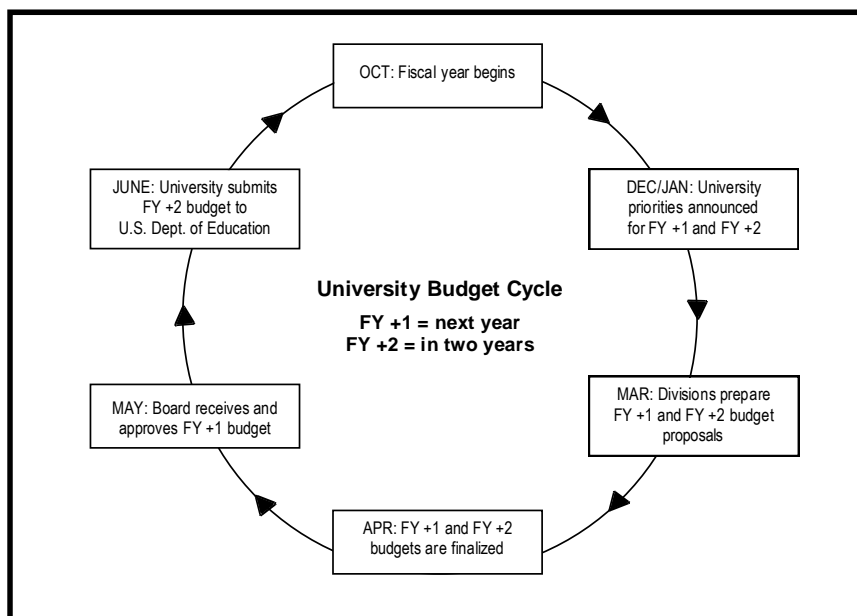 OCT: Fiscal year begins
DEC/JAN: University
priorities announced
for FY +1 and FY +2
MAR: Divisions prepare
FY +1 and FY +2 budget
proposals
APR: FY +1 and FY +2
budgets are finalized
MAY: Board receives and
approves FY +1 budget
JUNE: University submits
FY +2 budget to
U.S. Dept. of Education
University Budget Cycle
FY +1 = next year
FY +2 = in two years